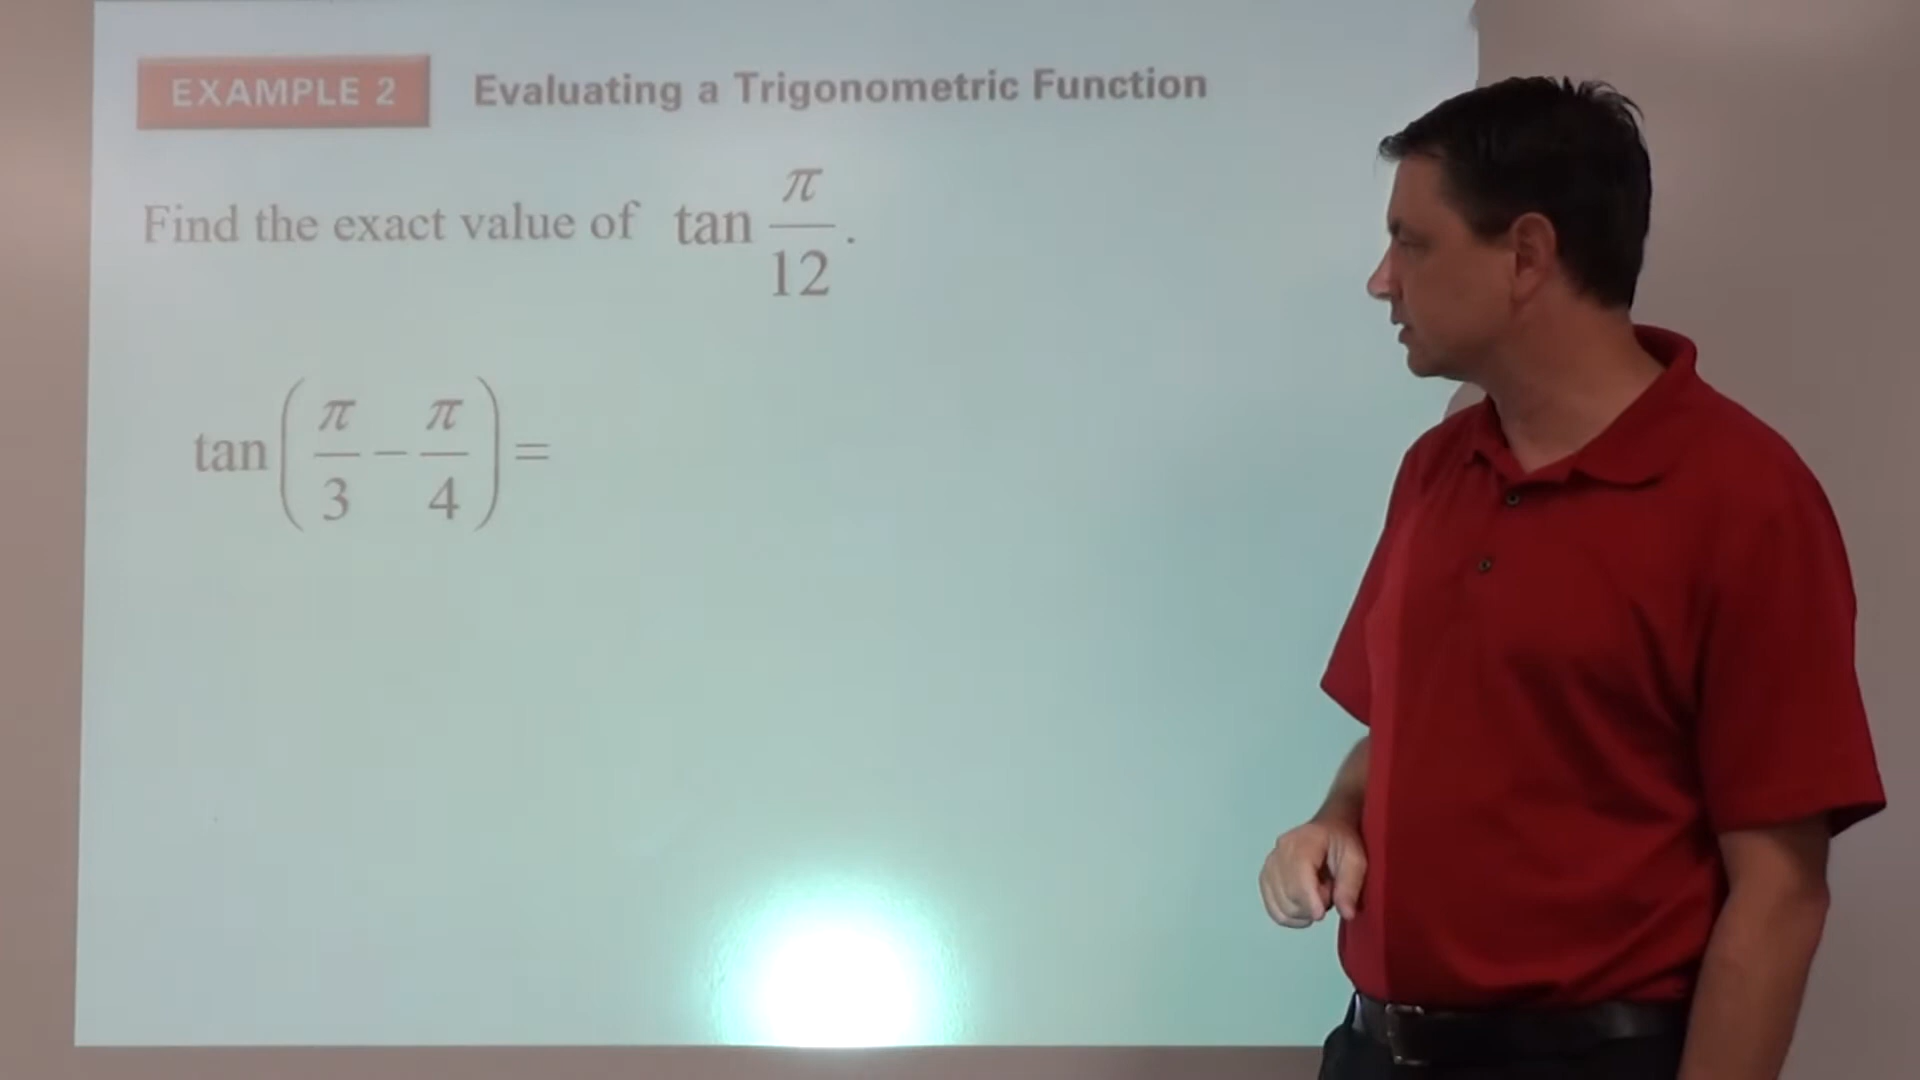 EXAMPLE 2 Evaluating a Trigonometric Function
Find the exact value of tan π/12.
tan(π/3 − π/4) =